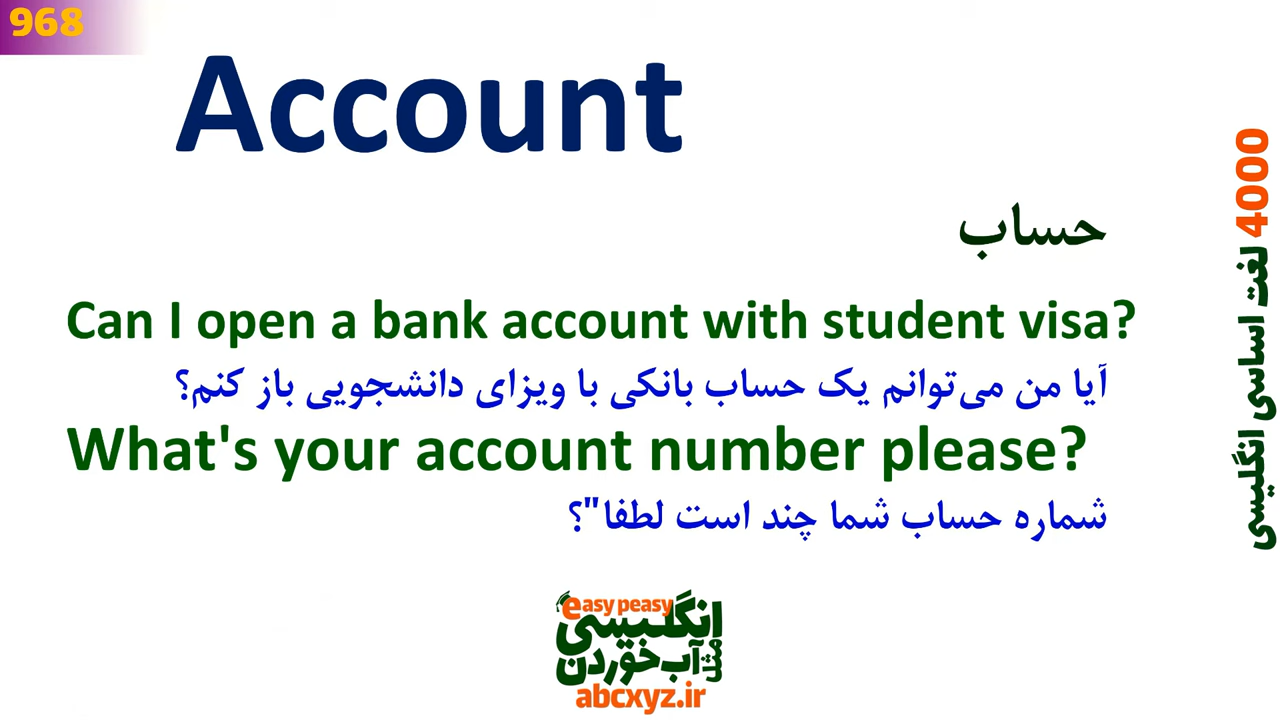 968
Account
حساب
Can I open a bank account with student visa?
آیا من می‌توانم یک حساب بانکی با ویزای دانشجویی باز کنم؟
What's your account number please?
شماره حساب شما چند است لطفا"؟
4000 لغت اساسی انگلیسی
easy peasy
انگلیسی
مثل آب خوردن
abcxyz.ir